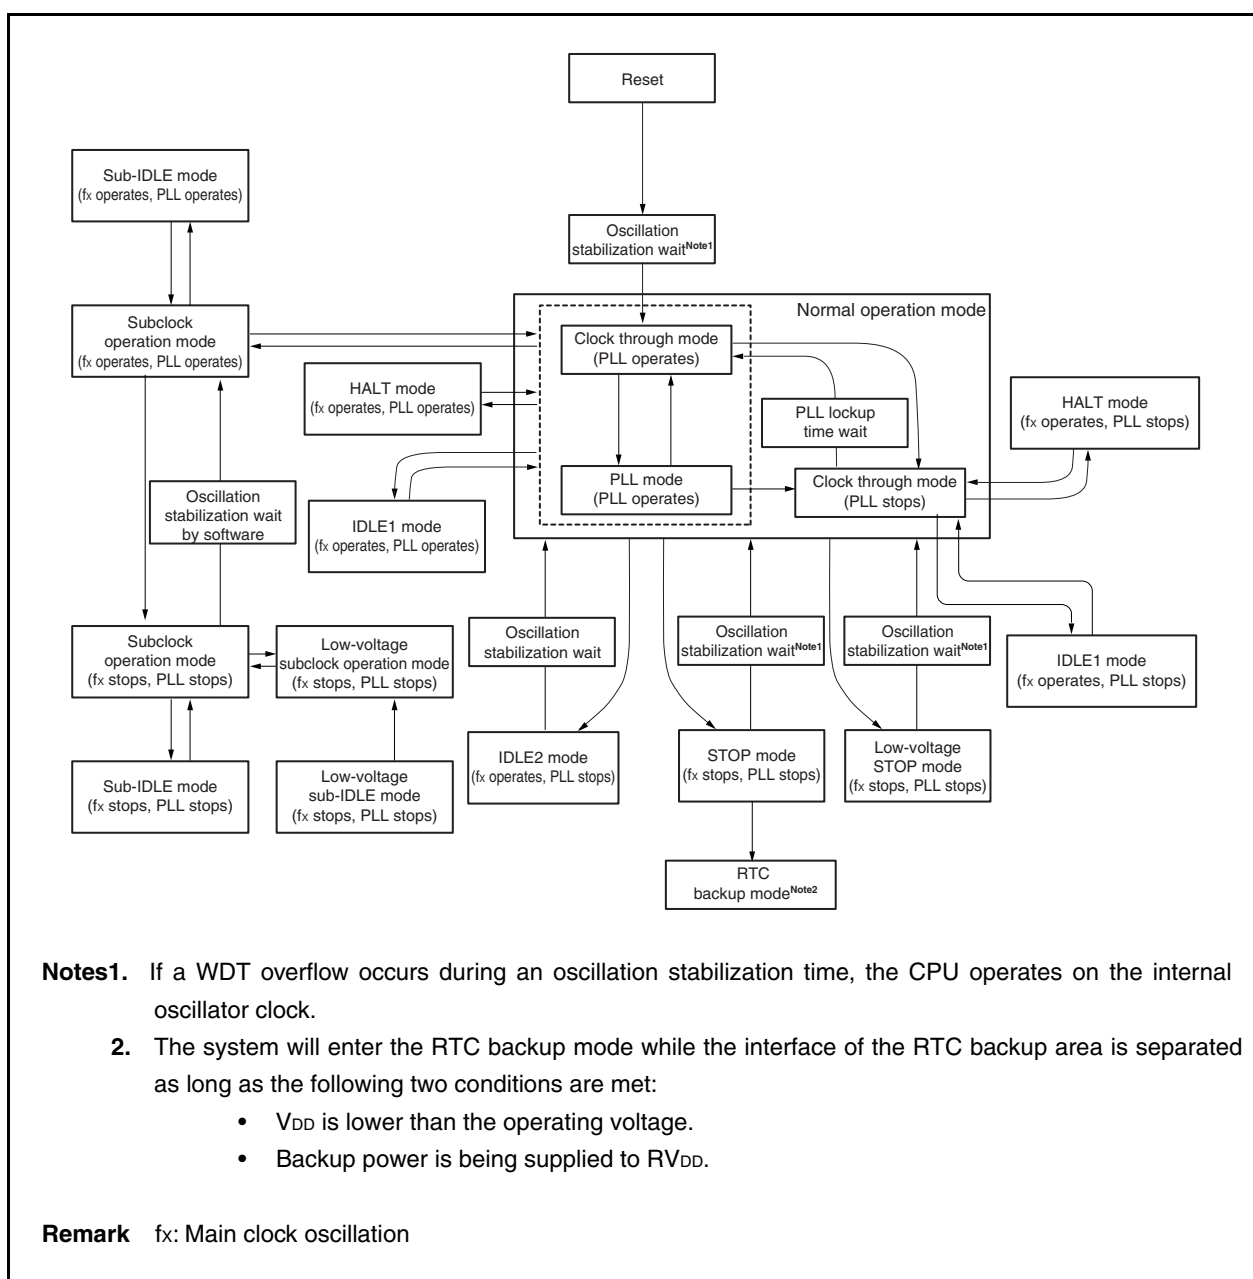 Reset
Sub-IDLE mode
(fx operates, PLL operates)
Oscillation
stabilization waitNote1
Normal operation mode
Subclock
operation mode
(fx operates, PLL operates)
Clock through mode
(PLL operates)
HALT mode
(fx operates, PLL operates)
PLL lockup
time wait
HALT mode
(fx operates, PLL stops)
PLL mode
(PLL operates)
Clock through mode
(PLL stops)
Oscillation
stabilization wait
by software
IDLE1 mode
(fx operates, PLL operates)
Subclock
operation mode
(fx stops, PLL stops)
Low-voltage
subclock operation mode
(fx stops, PLL stops)
Oscillation
stabilization wait
Oscillation
stabilization waitNote1
Oscillation
stabilization waitNote1
IDLE1 mode
(fx operates, PLL stops)
Sub-IDLE mode
(fx stops, PLL stops)
Low-voltage
sub-IDLE mode
(fx stops, PLL stops)
IDLE2 mode
(fx operates, PLL stops)
STOP mode
(fx stops, PLL stops)
Low-voltage
STOP mode
(fx stops, PLL stops)
RTC
backup modeNote2
Notes1. If a WDT overflow occurs during an oscillation stabilization time, the CPU operates on the internal
oscillator clock.
2. The system will enter the RTC backup mode while the interface of the RTC backup area is separated
as long as the following two conditions are met:
• VDD is lower than the operating voltage.
• Backup power is being supplied to RVDD.
Remark fx: Main clock oscillation